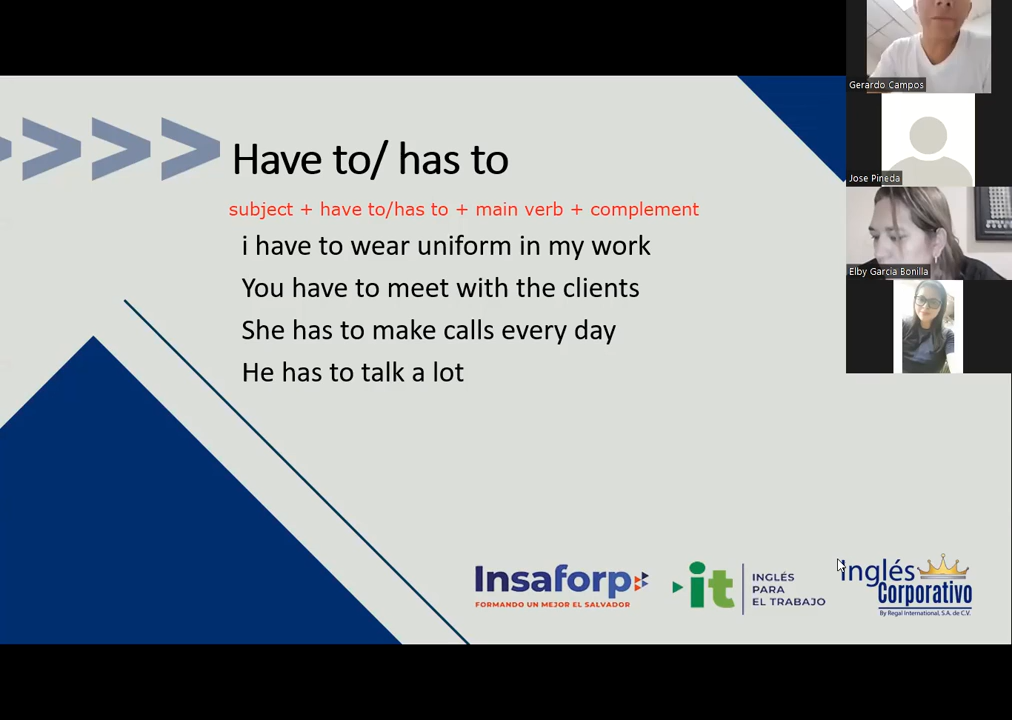 Have to/ has to
subject + have to/has to + main verb + complement
i have to wear uniform in my work
You have to meet with the clients
She has to make calls every day
He has to talk a lot
Gerardo Campos
Jose Pineda
Elby Garcia Bonilla
Insaforp
FORMANDO UN MEJOR EL SALVADOR
it
INGLÉS
PARA
EL TRABAJO
Inglés
Corporativo
By Regal International, S.A. de C.V.